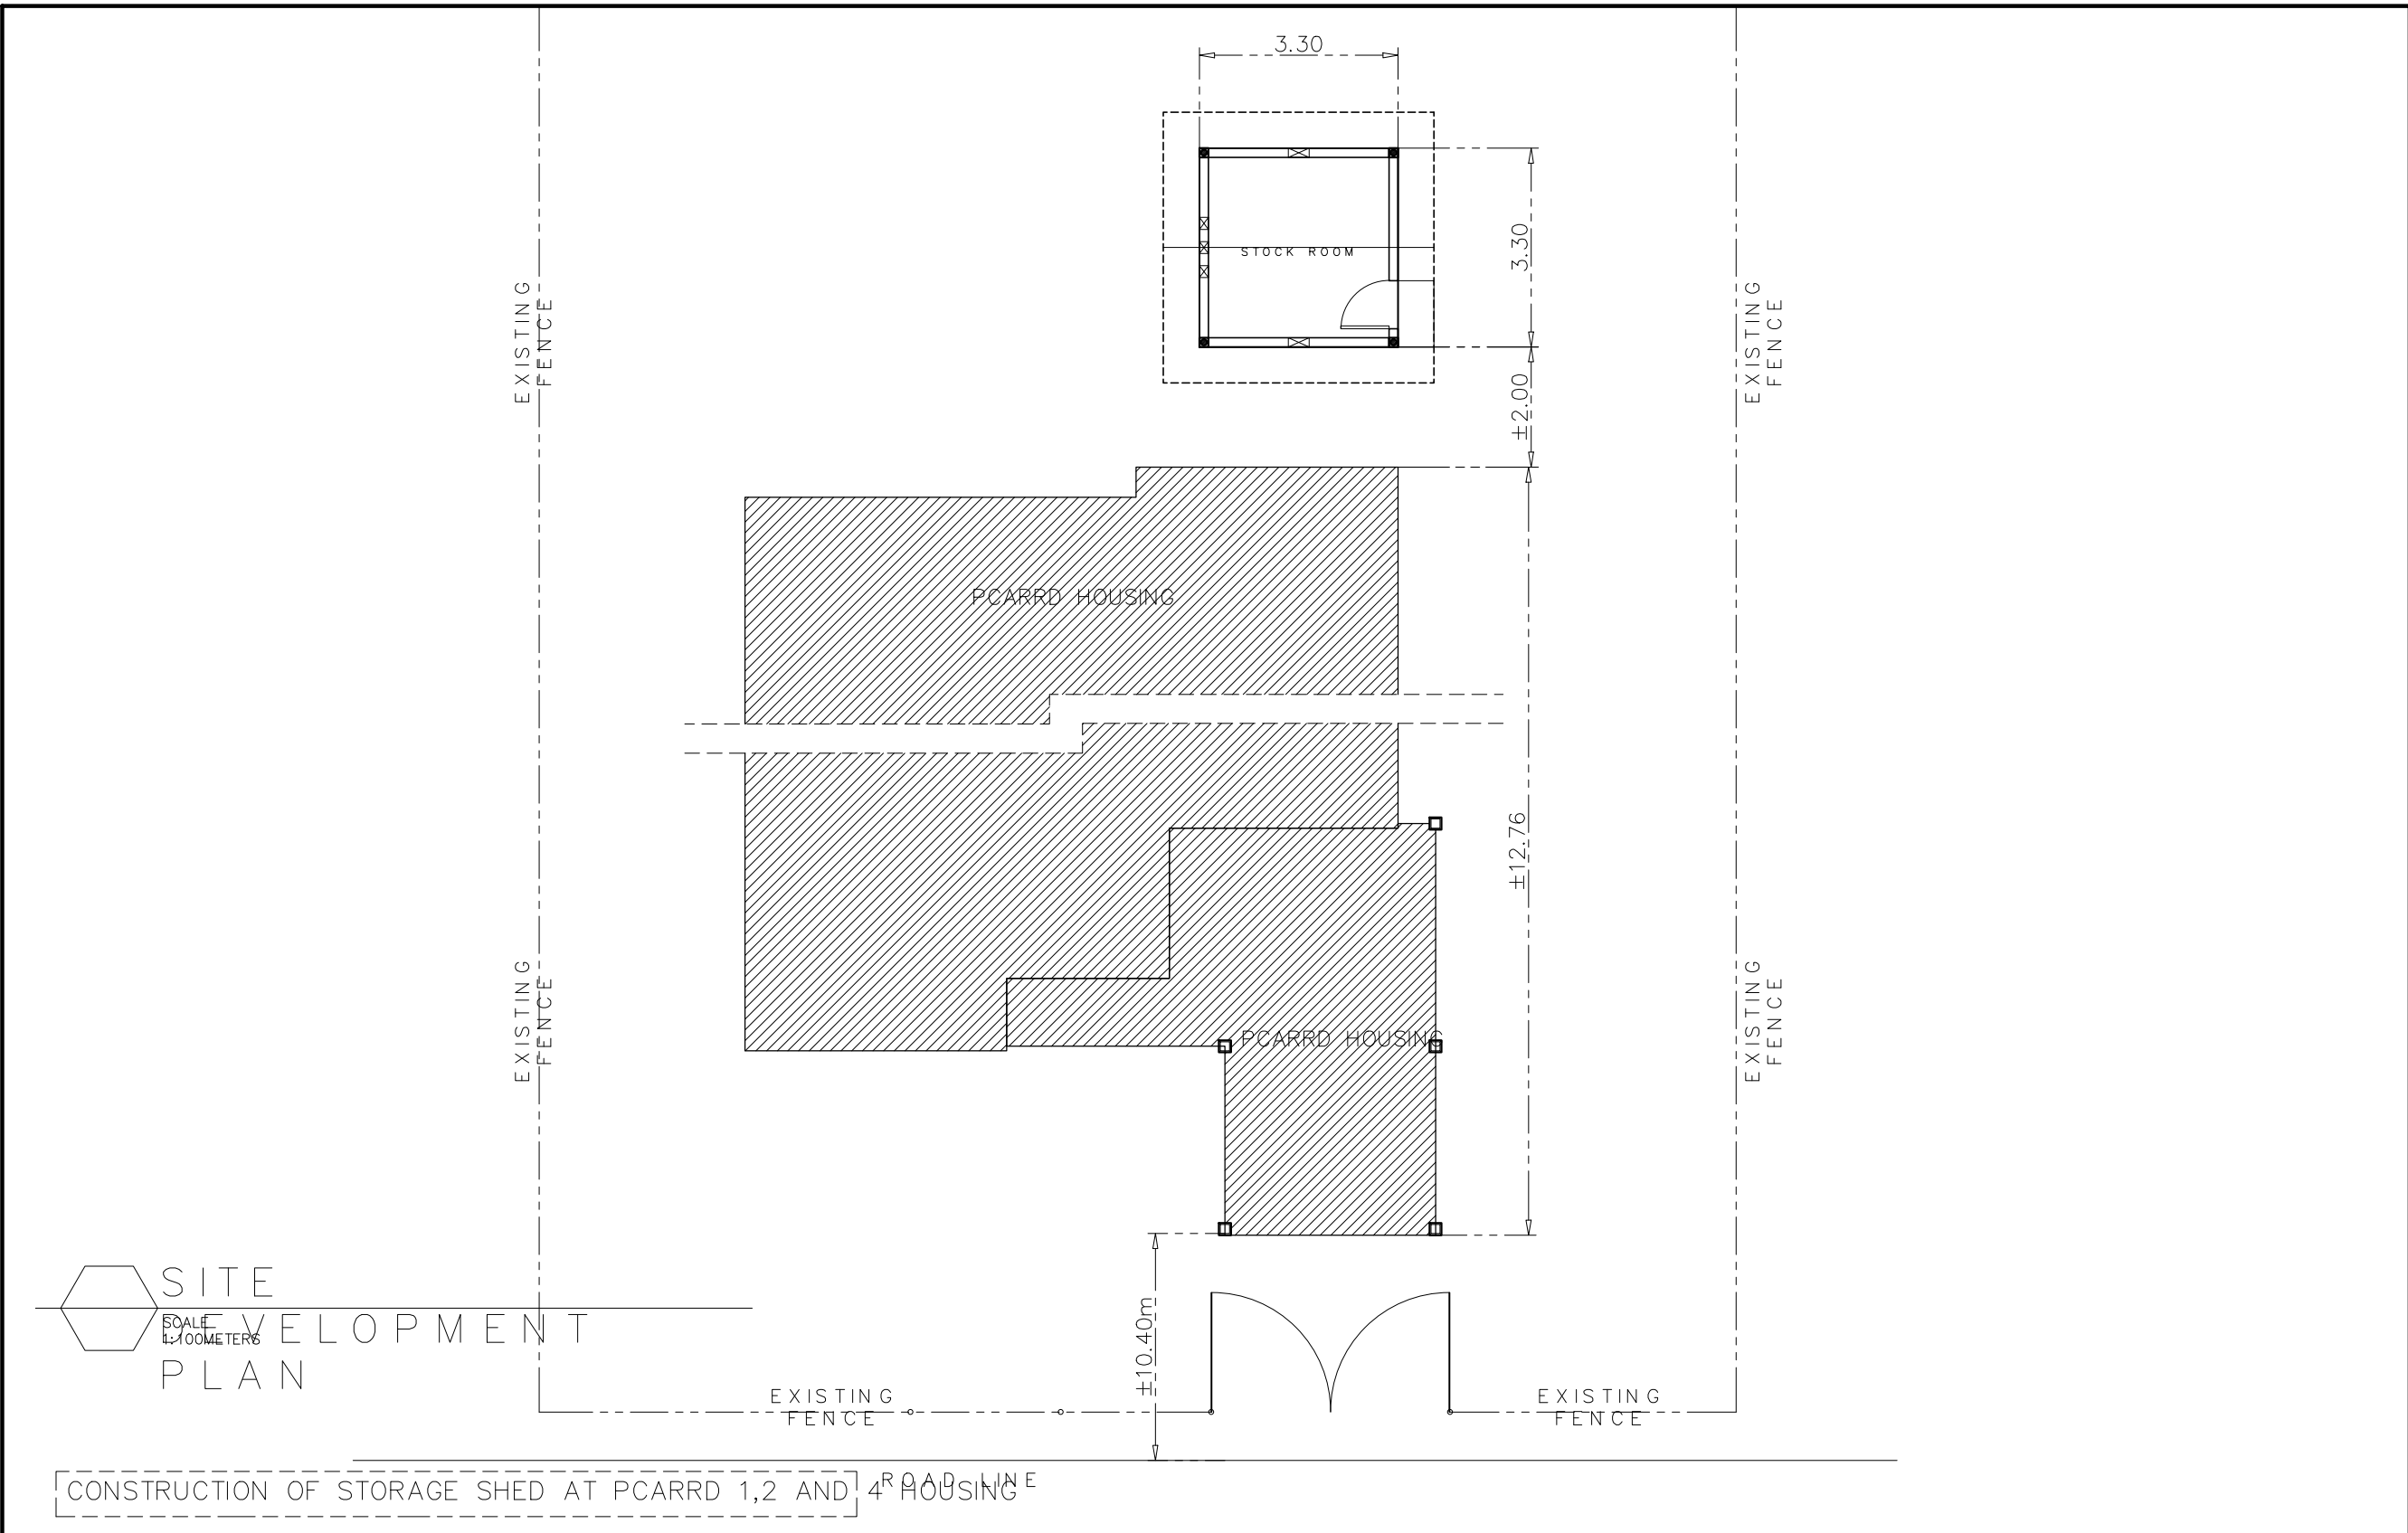 3.30
STOCK ROOM
3.30
EXISTING
FENCE
EXISTING
FENCE
±2.00
PCARRD HOUSING
±12.76
EXISTING
FENCE
EXISTING
FENCE
PCARRD HOUSING
SITE
DEVELOPMENT
PLAN
SCALE
1:100METERS
±10.40m
EXISTING
FENCE
EXISTING
FENCE
ROAD LINE
CONSTRUCTION OF STORAGE SHED AT PCARRD 1,2 AND 4 HOUSING